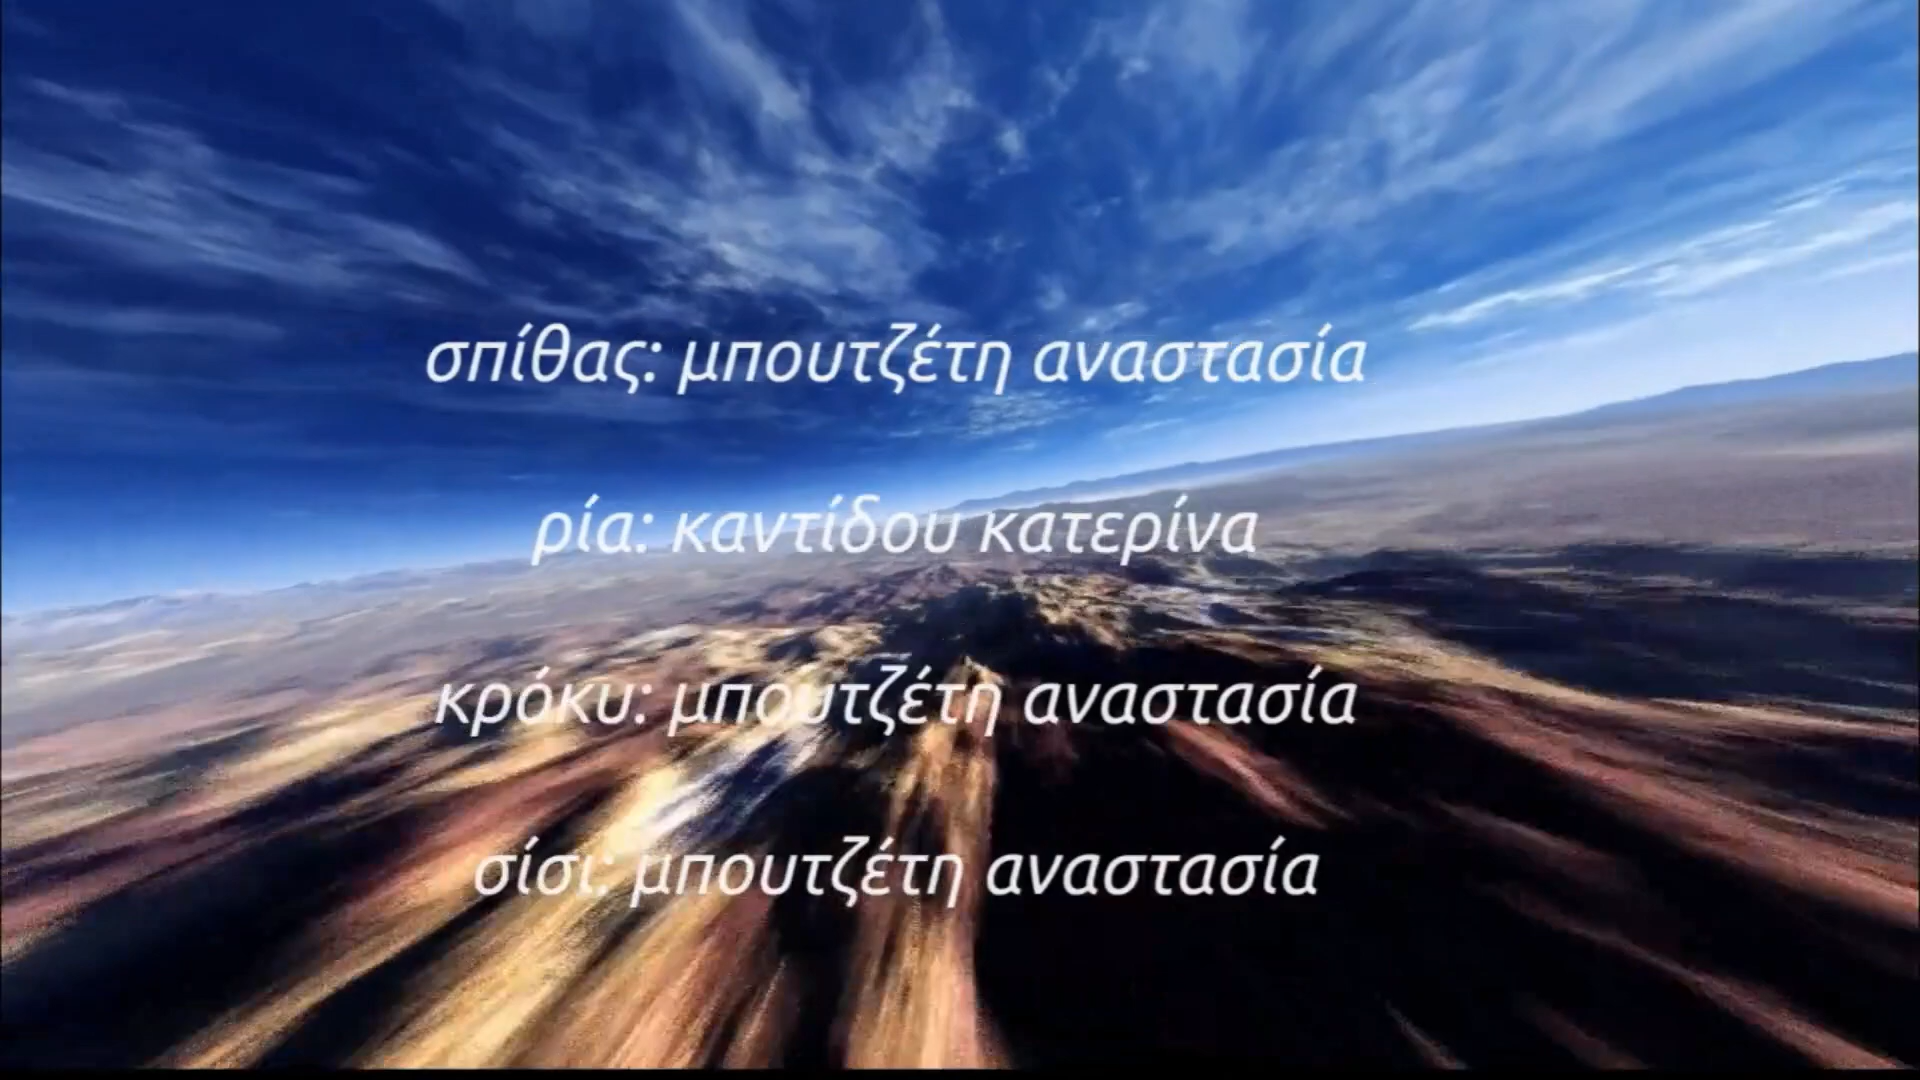 σπίθας: μπουτζέτη αναστασία
ρία: καντίδου κατερίνα
κρόκυ: μπουτζέτη αναστασία
σίσι: μπουτζέτη αναστασία